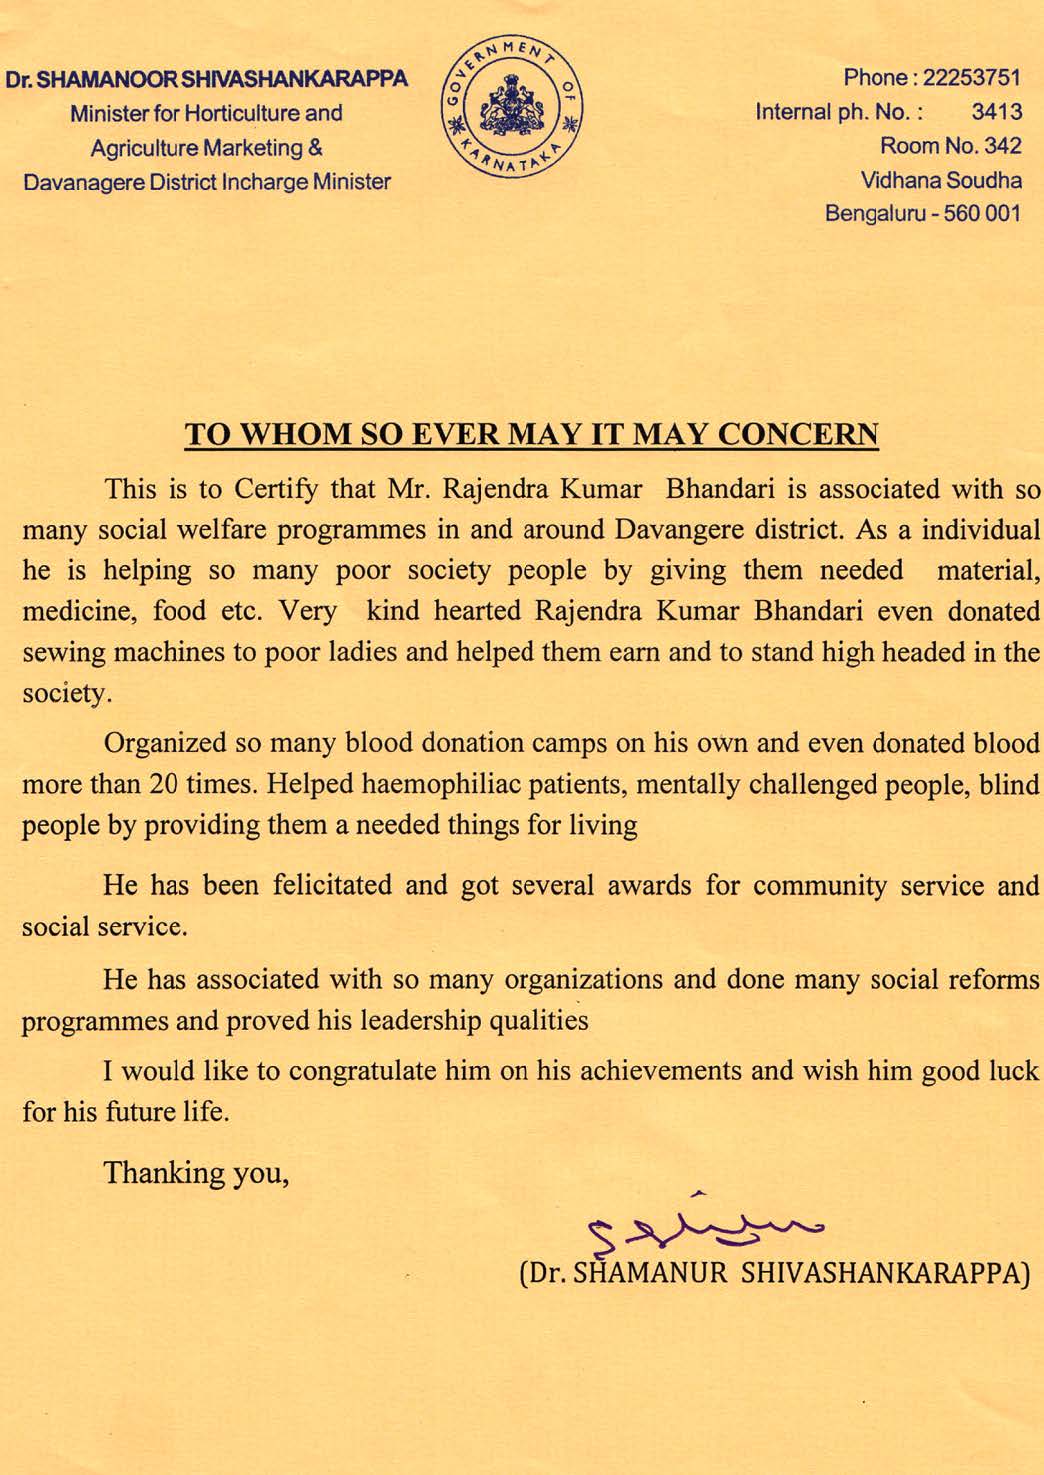 Dr. SHAMANOOR SHIVASHANKARAPPA
Minister for Horticulture and
Agriculture Marketing &
Davanagere District Incharge Minister
GOVERNMENT OF
KARNATAKA
Phone : 22253751
Internal ph. No. : 3413
Room No. 342
Vidhana Soudha
Bengaluru - 560 001
TO WHOM SO EVER MAY IT MAY CONCERN
This is to Certify that Mr. Rajendra Kumar Bhandari is associated with so
many social welfare programmes in and around Davangere district. As a individual
he is helping so many poor society people by giving them needed material,
medicine, food etc. Very kind hearted Rajendra Kumar Bhandari even donated
sewing machines to poor ladies and helped them earn and to stand high headed in the
society.
Organized so many blood donation camps on his own and even donated blood
more than 20 times. Helped haemophiliac patients, mentally challenged people, blind
people by providing them a needed things for living
He has been felicitated and got several awards for community service and
social service.
He has associated with so many organizations and done many social reforms
programmes and proved his leadership qualities
I would like to congratulate him on his achievements and wish him good luck
for his future life.
Thanking you,
(Dr. SHAMANUR SHIVASHANKARAPPA)